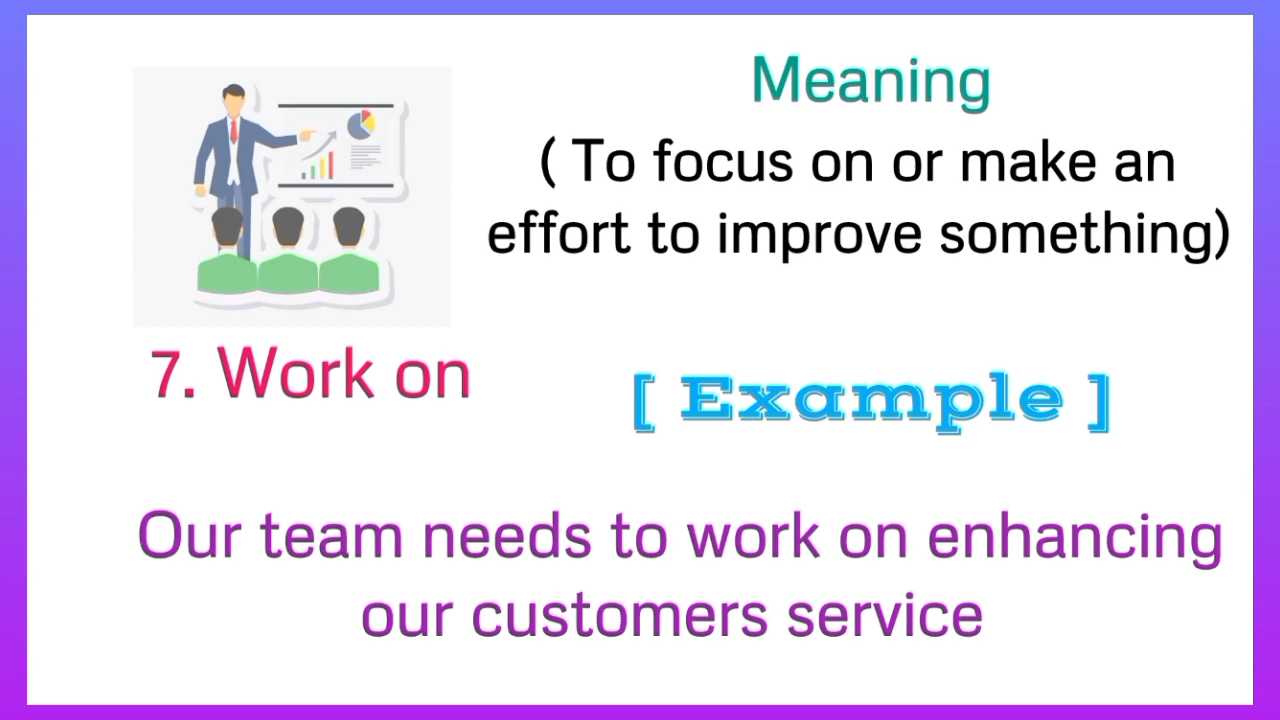 Meaning
( To focus on or make an
effort to improve something)
7. Work on
[ Example ]
Our team needs to work on enhancing
our customers service